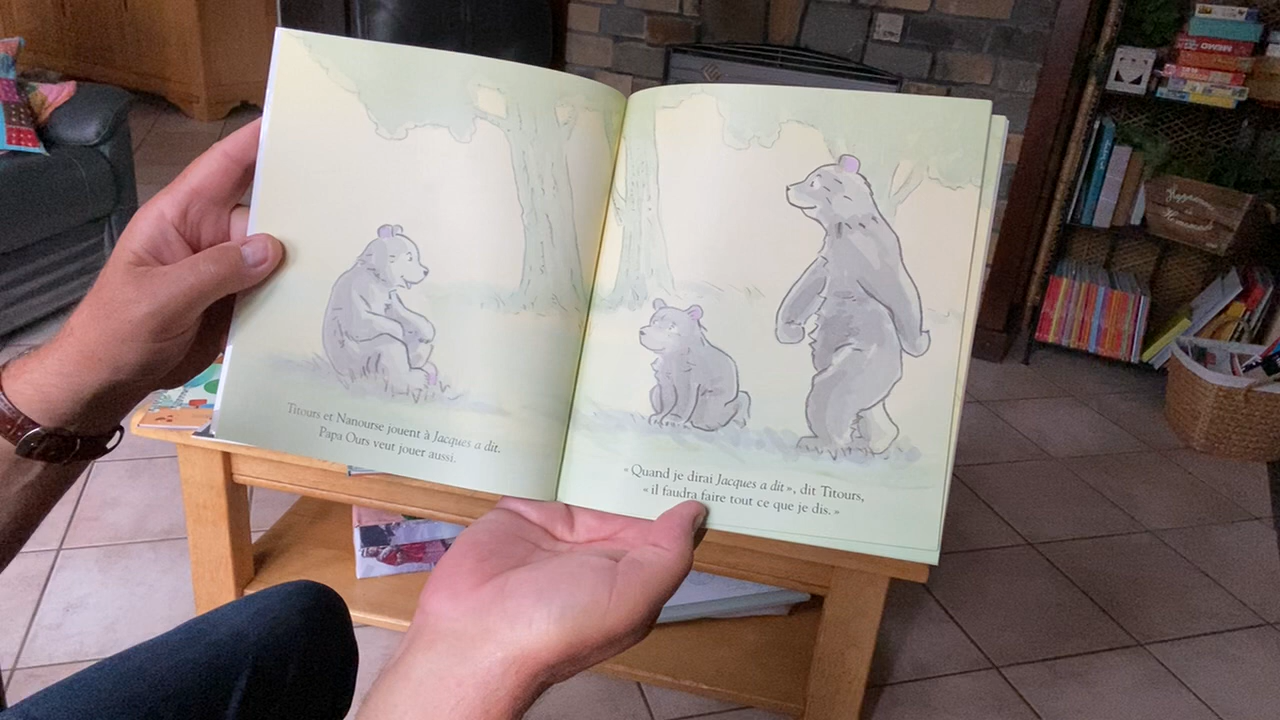 Titours et Nanourse jouent à Jacques a dit.
Papa Ours veut jouer aussi.
« Quand je dirai Jacques a dit », dit Titours,
« il faudra faire tout ce que je dis. »